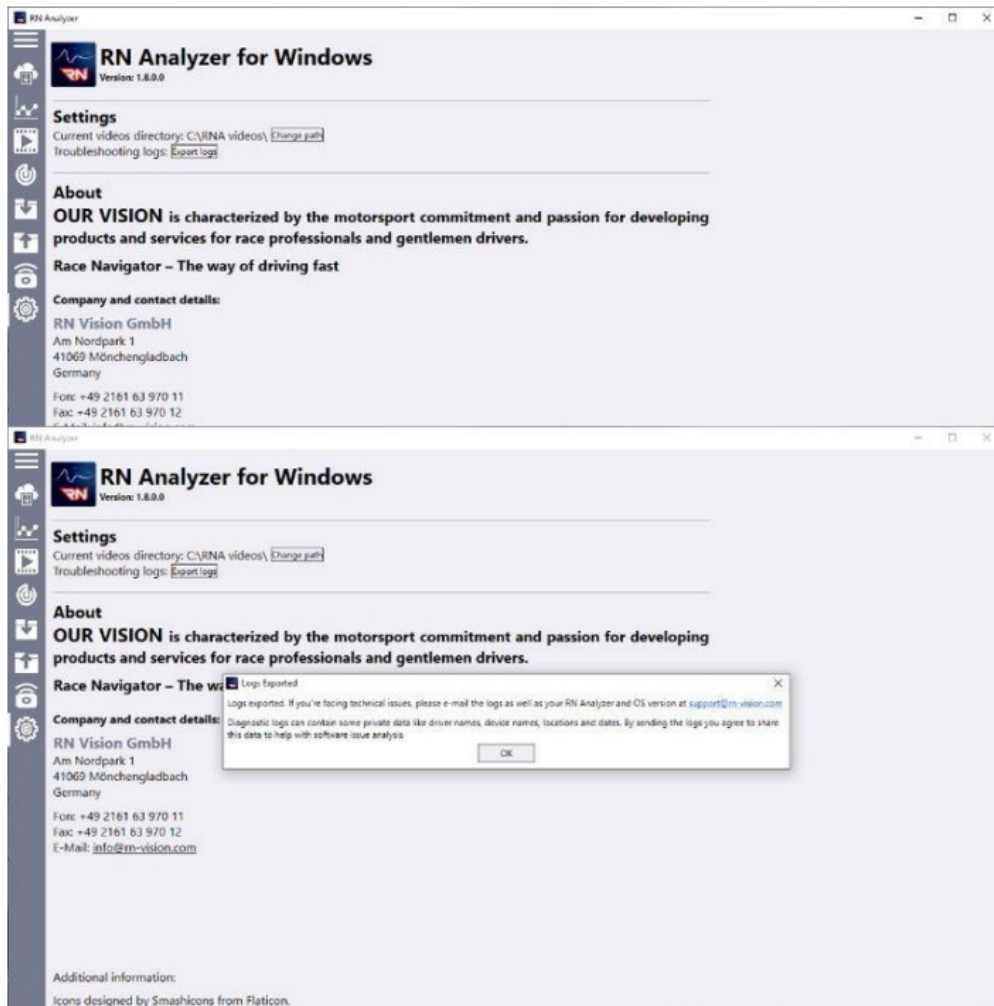 RN Analyzer
RN Analyzer for Windows
Version: 1.8.0.0
Settings
Current videos directory: C:\RNA videos\ Change path
Troubleshooting logs: Export logs
About
OUR VISION is characterized by the motorsport commitment and passion for developing
products and services for race professionals and gentlemen drivers.
Race Navigator – The way of driving fast
Company and contact details:
RN Vision GmbH
Am Nordpark 1
41069 Mönchengladbach
Germany
Fon: +49 2161 63 970 11
Fax: +49 2161 63 970 12
RN Analyzer
RN Analyzer for Windows
Version: 1.8.0.0
Settings
Current videos directory: C:\RNA videos\ Change path
Troubleshooting logs: Export logs
About
OUR VISION is characterized by the motorsport commitment and passion for developing
products and services for race professionals and gentlemen drivers.
Race Navigator – The wa
Logs Exported
Logs exported. If you're facing technical issues, please e-mail the logs as well as your RN Analyzer and OS version at support@rn-vision.com
Diagnostic logs can contain some private data like driver names, device names, locations and dates. By sending the logs you agree to share
this data to help with software issue analysis.
OK
Company and contact details:
RN Vision GmbH
Am Nordpark 1
41069 Mönchengladbach
Germany
Fon: +49 2161 63 970 11
Fax: +49 2161 63 970 12
E-Mail: info@rn-vision.com
Additional information:
Icons designed by Smashicons from Flaticon.